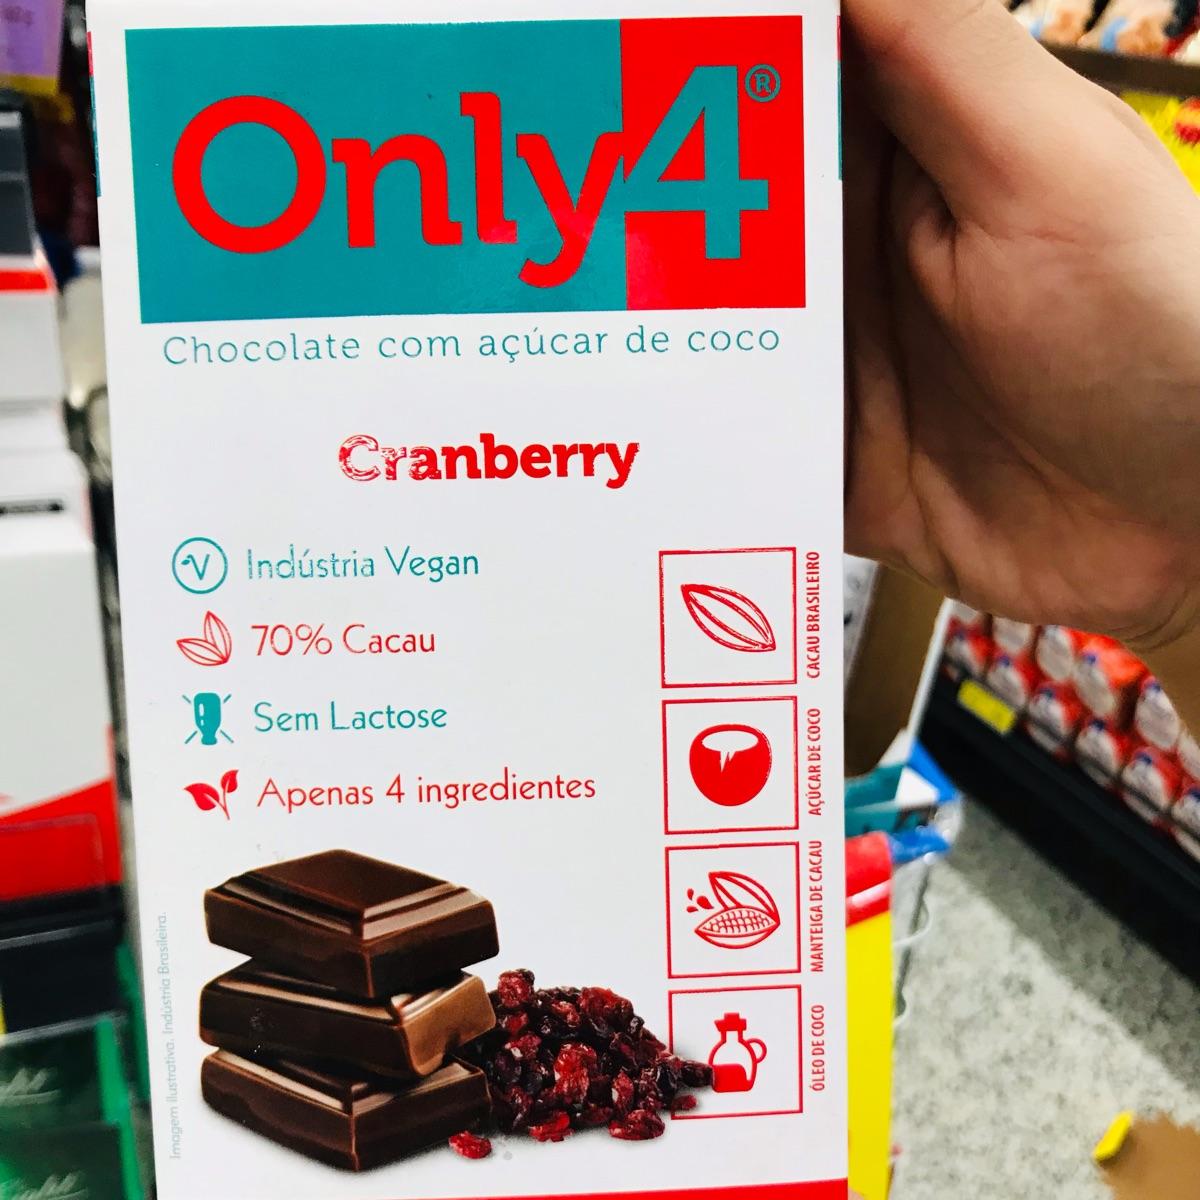 Only4®
Chocolate com açúcar de coco
Cranberry
V Indústria Vegan
70% Cacau
Sem Lactose
Apenas 4 ingredientes
CACAU BRASILEIRO
AÇÚCAR DE COCO
MANTEIGA DE CACAU
ÓLEO DE COCO
Imagem ilustrativa. Indústria Brasileira.